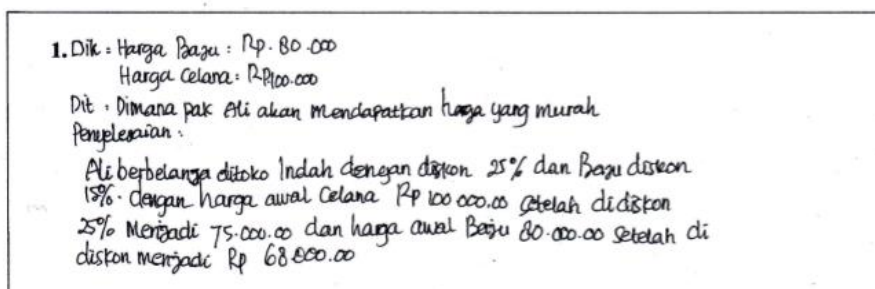 1. Dik : Harga Baju : Rp. 80.000
Harga Celana : Rp100.000
Dit : Dimana pak Ali akan mendapatkan harga yang murah
Penyelesaian :
Ali berbelanja ditoko Indah dengan diskon 25% dan Baju diskon
15%. dengan harga awal Celana Rp 100 000.00 setelah didiskon
25% Menjadi 75.000.00 dan harga awal Baju 80.000.00 setelah di
diskon menjadi Rp 68.000.00